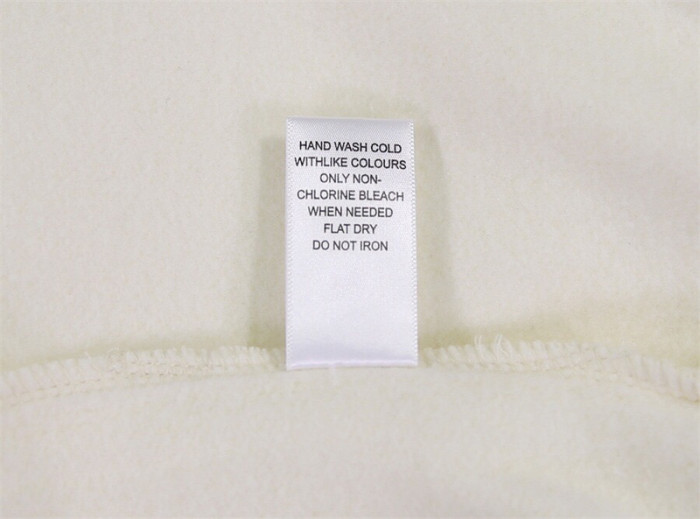 HAND WASH COLD
WITHLIKE COLOURS
ONLY NON-
CHLORINE BLEACH
WHEN NEEDED
FLAT DRY
DO NOT IRON